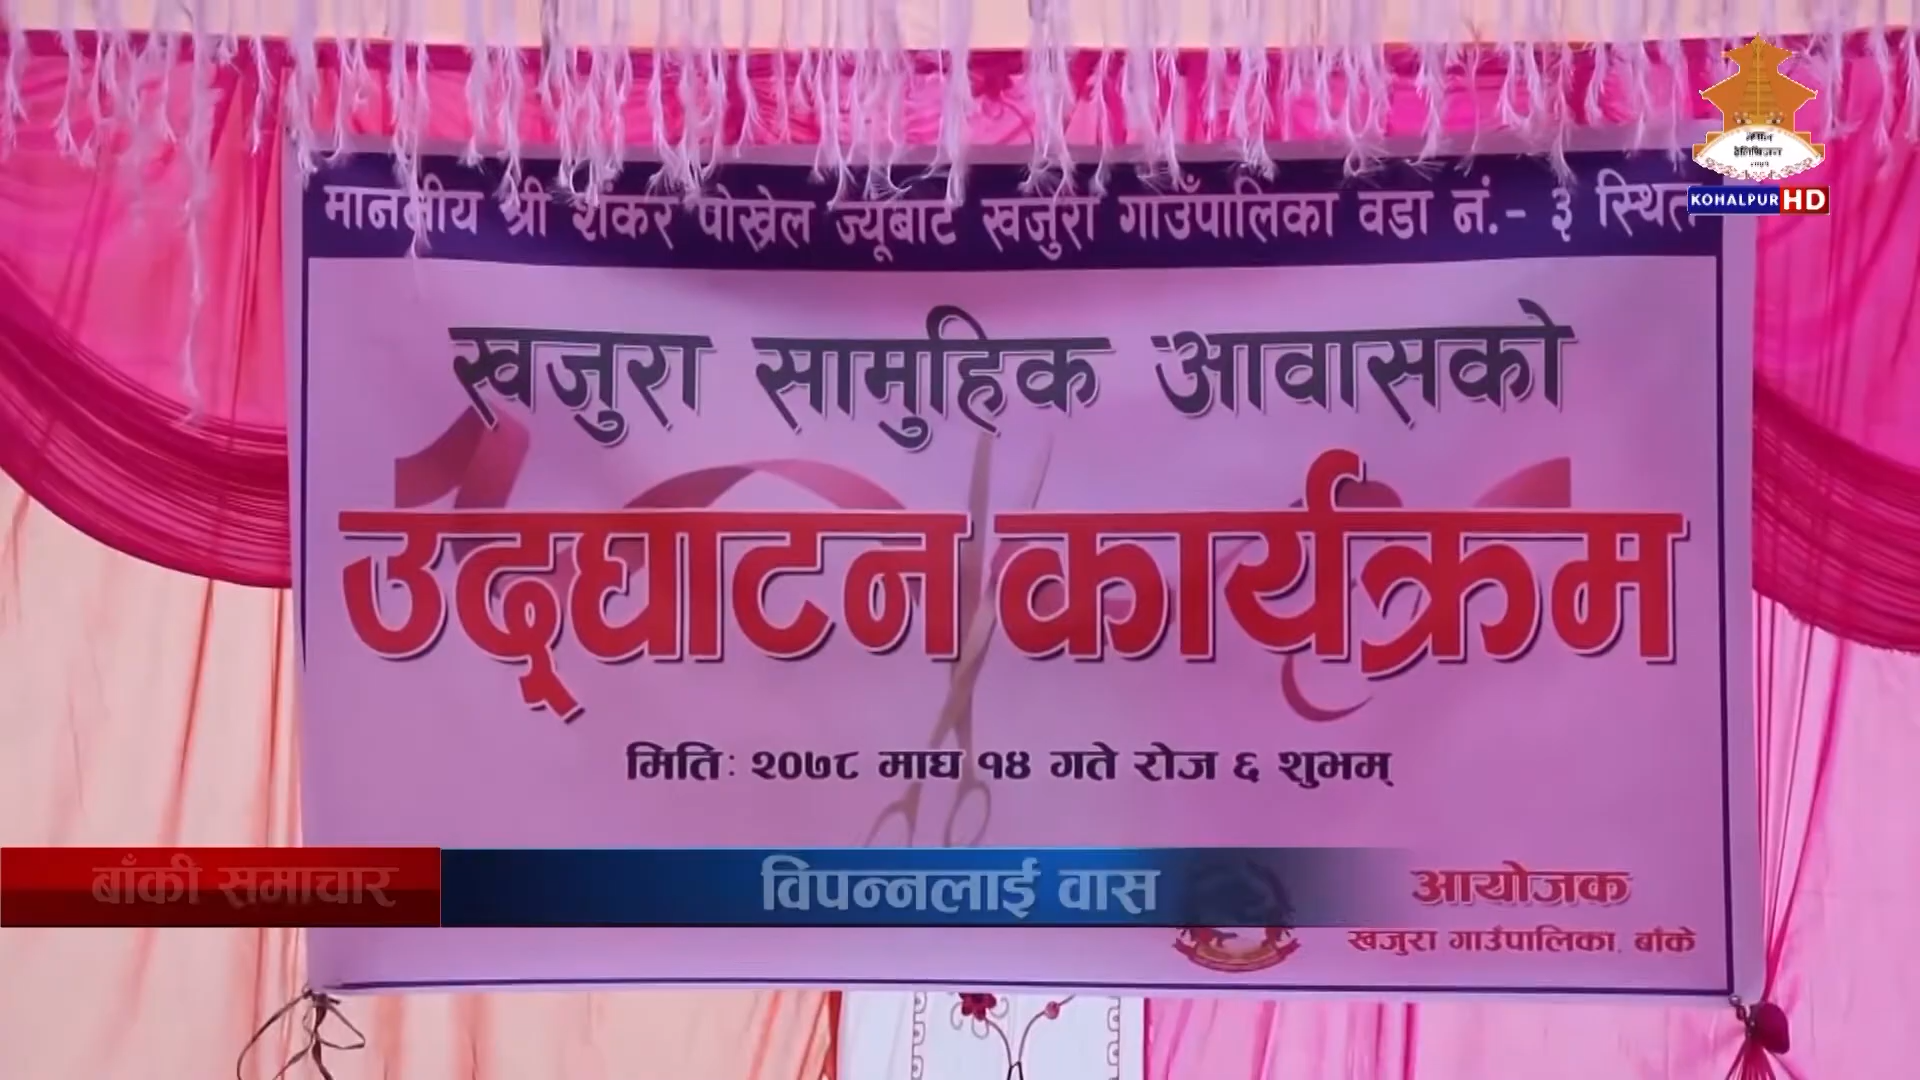 माननीय श्री शंकर पोख्रेल ज्यूबाट खजुरा गाउँपालिका वडा नं.- ३ स्थित
KOHALPUR HD
खजुरा सामुहिक आवासको
उद्‌घाटन कार्यक्रम
मिति: २०७८ माघ १४ गते रोज ६ शुभम्
बाँकी समाचार
विपन्नलाई वास
आयोजक
खजुरा गाउँपालिका, बाँके